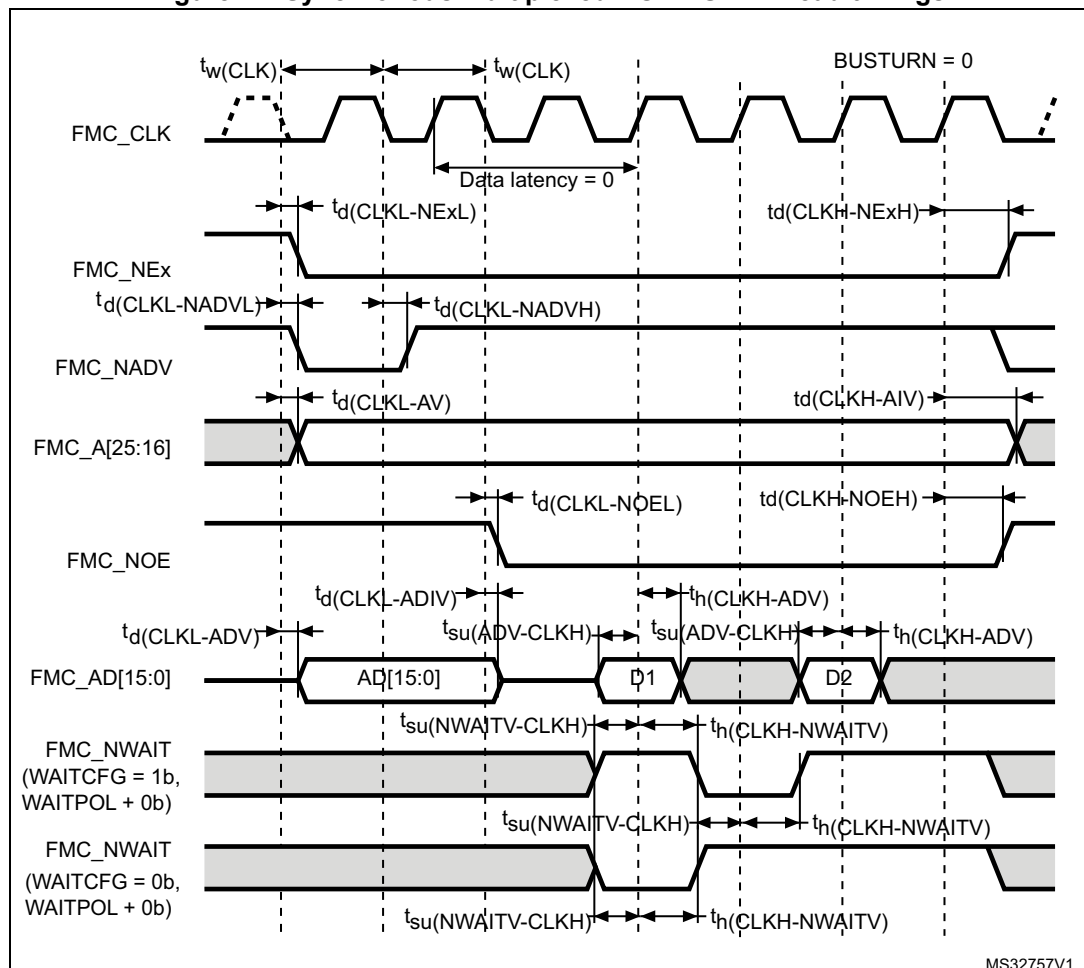 BUSTURN = 0
tw(CLK) tw(CLK)
FMC_CLK
Data latency = 0
td(CLKL-NExL) td(CLKH-NExH)
FMC_NEx
td(CLKL-NADVL) td(CLKL-NADVH)
FMC_NADV
td(CLKL-AV) td(CLKH-AIV)
FMC_A[25:16]
td(CLKL-NOEL) td(CLKH-NOEH)
FMC_NOE
td(CLKL-ADIV) th(CLKH-ADV)
td(CLKL-ADV) tsu(ADV-CLKH) tsu(ADV-CLKH) th(CLKH-ADV)
FMC_AD[15:0] AD[15:0] D1 D2
tsu(NWAITV-CLKH) th(CLKH-NWAITV)
FMC_NWAIT
(WAITCFG = 1b,
WAITPOL + 0b)
tsu(NWAITV-CLKH) th(CLKH-NWAITV)
FMC_NWAIT
(WAITCFG = 0b,
WAITPOL + 0b)
tsu(NWAITV-CLKH) th(CLKH-NWAITV)
MS32757V1